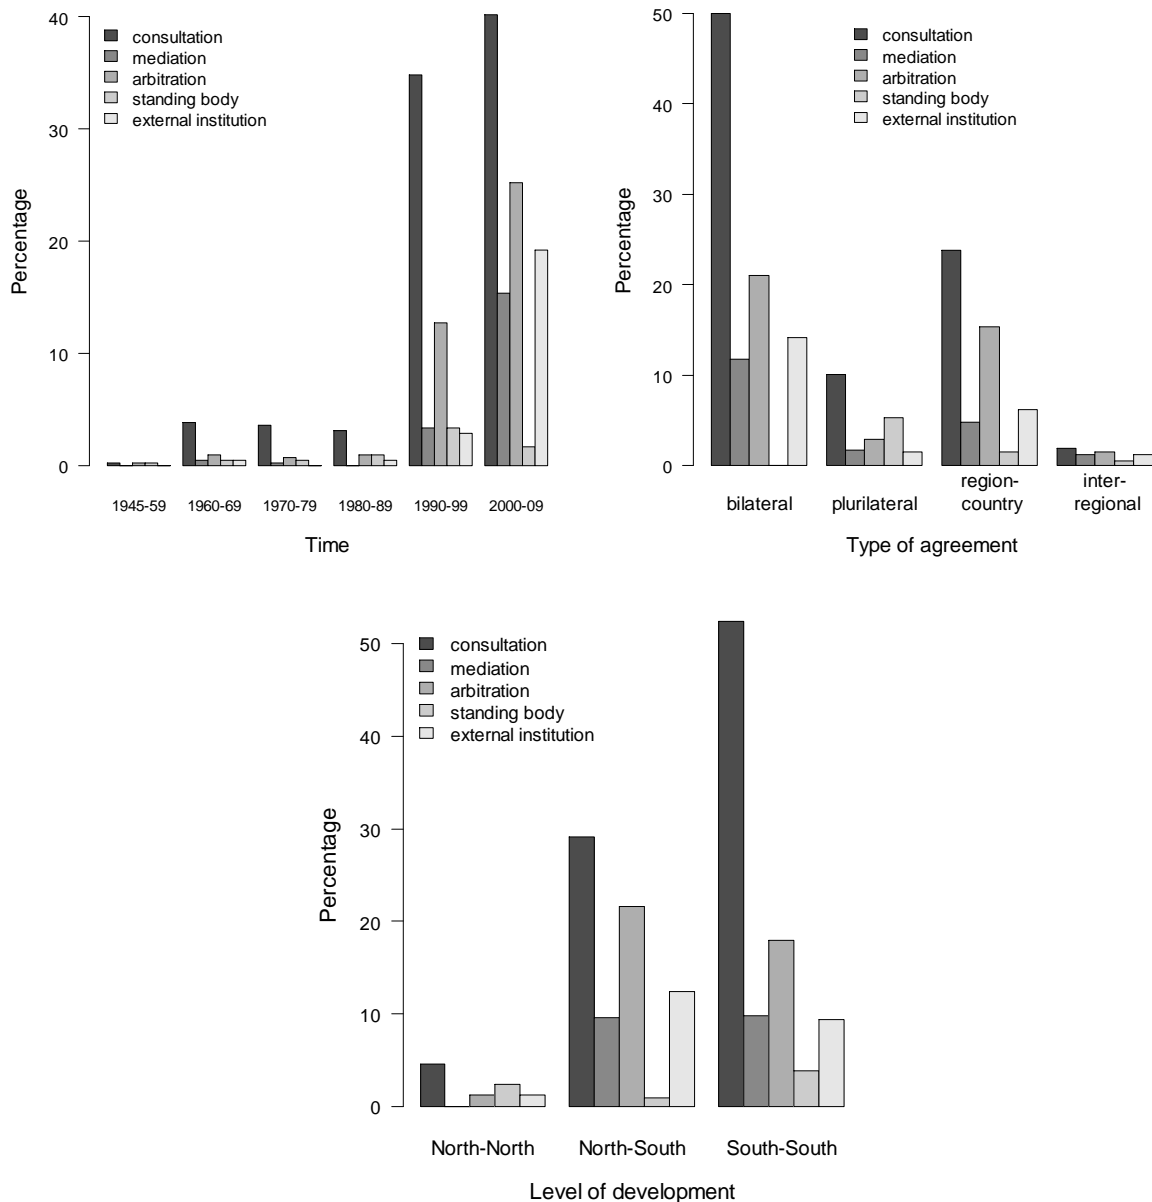 40
30
20
10
0
Percentage
consultation
mediation
arbitration
standing body
external institution
1945-59 1960-69 1970-79 1980-89 1990-99 2000-09
Time
50
40
30
20
10
0
Percentage
consultation
mediation
arbitration
standing body
external institution
bilateral plurilateral region-country inter-regional
Type of agreement
50
40
30
20
10
0
Percentage
consultation
mediation
arbitration
standing body
external institution
North-North North-South South-South
Level of development